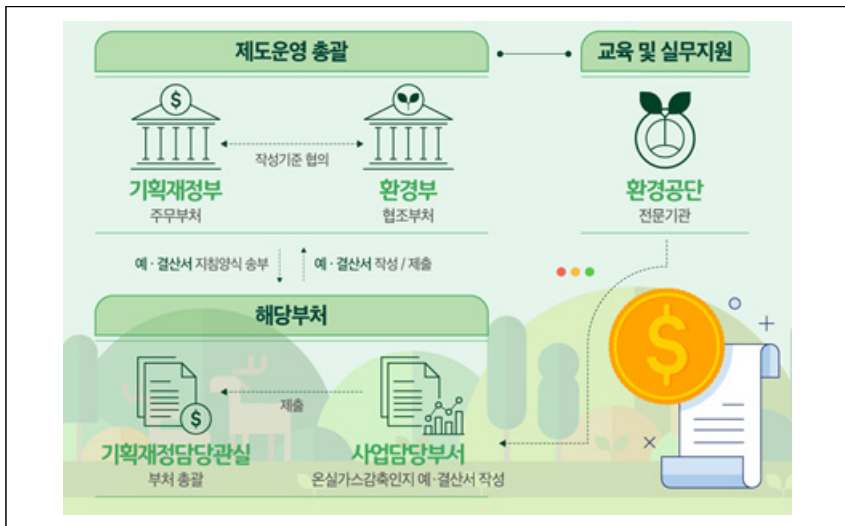 제도운영 총괄
교육 및 실무지원
작성기준 협의
기획재정부
주무부처
환경부
협조부처
환경공단
전문기관
예·결산서 지침양식 송부
예·결산서 작성 / 제출
해당부처
제출
기획재정담당관실
부처 총괄
사업담당부서
온실가스감축인지 예·결산서 작성